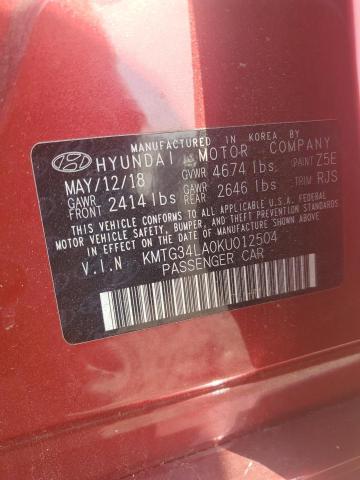 MANUFACTURED IN KOREA BY
HYUNDAI MOTOR COMPANY
MAY/12/18 GVWR 4674 lbs PAINT Z5E
GAWR FRONT 2414 lbs GAWR REAR 2646 lbs TRIM RJS
THIS VEHICLE CONFORMS TO ALL APPLICABLE U.S.A. FEDERAL
MOTOR VEHICLE SAFETY, BUMPER, AND THEFT PREVENTION
STANDARDS IN EFFECT ON THE DATE OF MANUFACTURE SHOWN ABOVE.
V.I.N KMTG34LA0KU012504
PASSENGER CAR